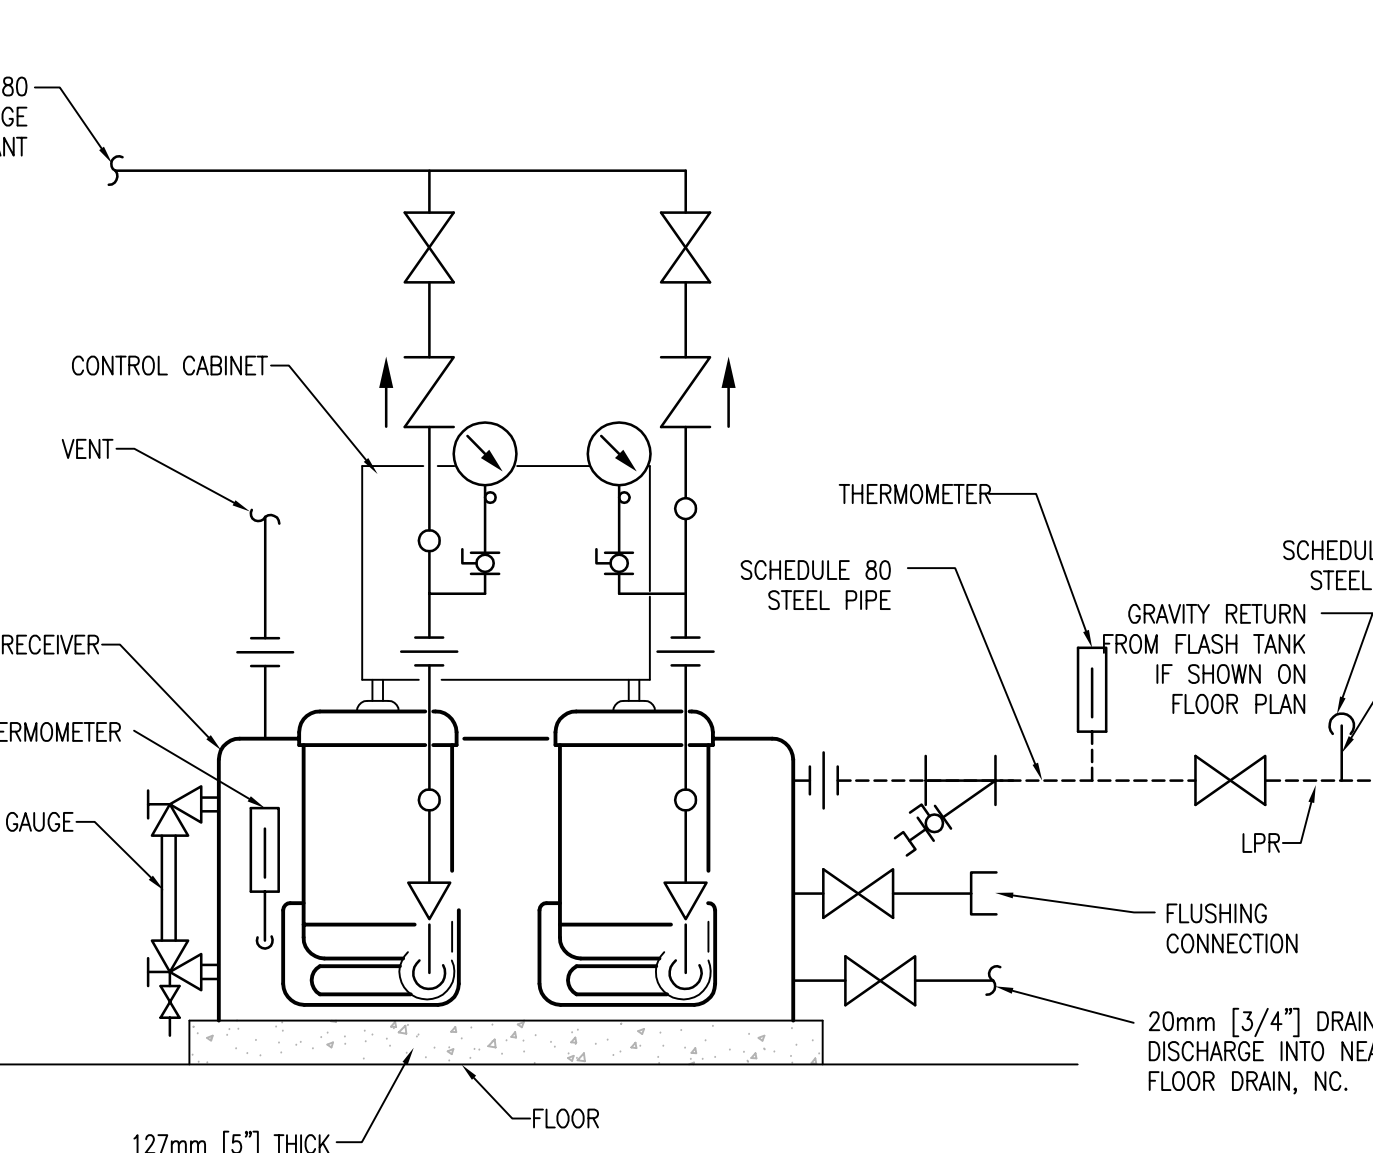 80
GE
ANT
CONTROL CABINET
VENT
THERMOMETER
SCHEDULE 80
STEEL PIPE
SCHEDUL
STEEL
GRAVITY RETURN
FROM FLASH TANK
IF SHOWN ON
FLOOR PLAN
RECEIVER
ERMOMETER
GAUGE
LPR
FLUSHING
CONNECTION
20mm [3/4"] DRAIN
DISCHARGE INTO NEA
FLOOR DRAIN, NC.
FLOOR
127mm [5"] THICK